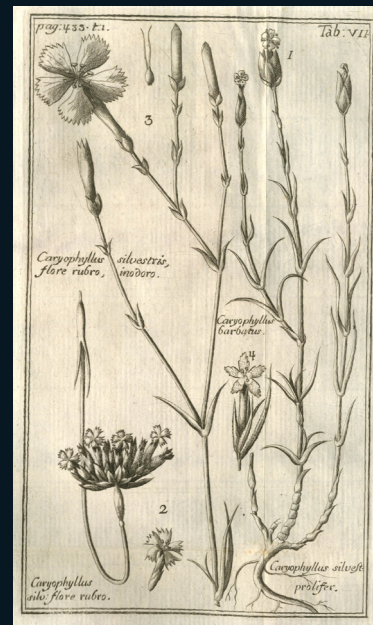 pag: 433. t.1.
Tab: VII
1
3
Caryophyllus silvestris,
flore rubro, inodoro.
Caryophyllus
barbatus.
4
2
Caryophyllus
silv: flore rubro.
Caryophyllus silvest
prolifer.